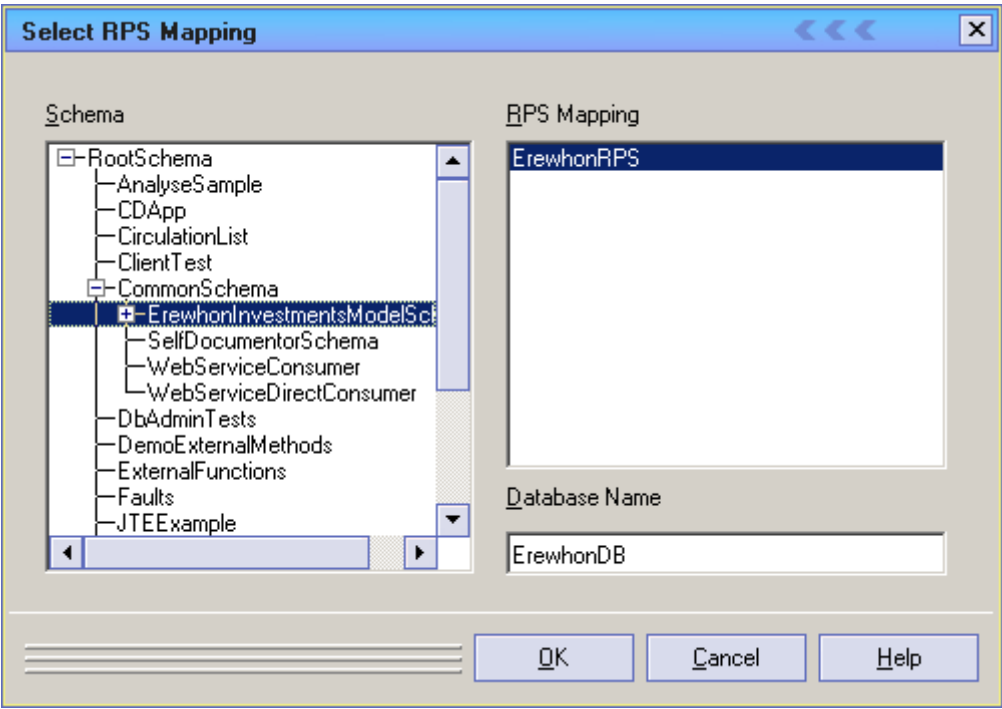 Select RPS Mapping
Schema
RootSchema
AnalyseSample
CDApp
CirculationList
ClientTest
CommonSchema
ErewhonInvestmentsModelScl
SelfDocumentorSchema
WebServiceConsumer
WebServiceDirectConsumer
DbAdminTests
DemoExternalMethods
ExternalFunctions
Faults
JTEExample
RPS Mapping
ErewhonRPS
Database Name
ErewhonDB
OK
Cancel
Help